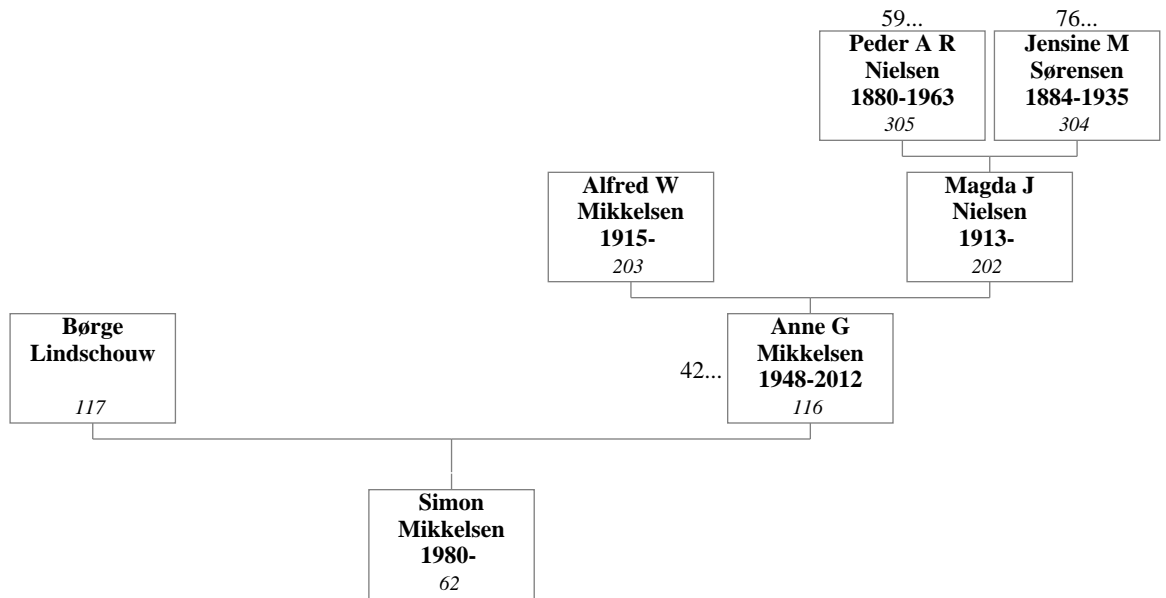 59...
Peder A R
Nielsen
1880-1963
305
76...
Jensine M
Sørensen
1884-1935
304
Alfred W
Mikkelsen
1915-
203
Magda J
Nielsen
1913-
202
Børge
Lindschouw
117
42...
Anne G
Mikkelsen
1948-2012
116
Simon
Mikkelsen
1980-
62